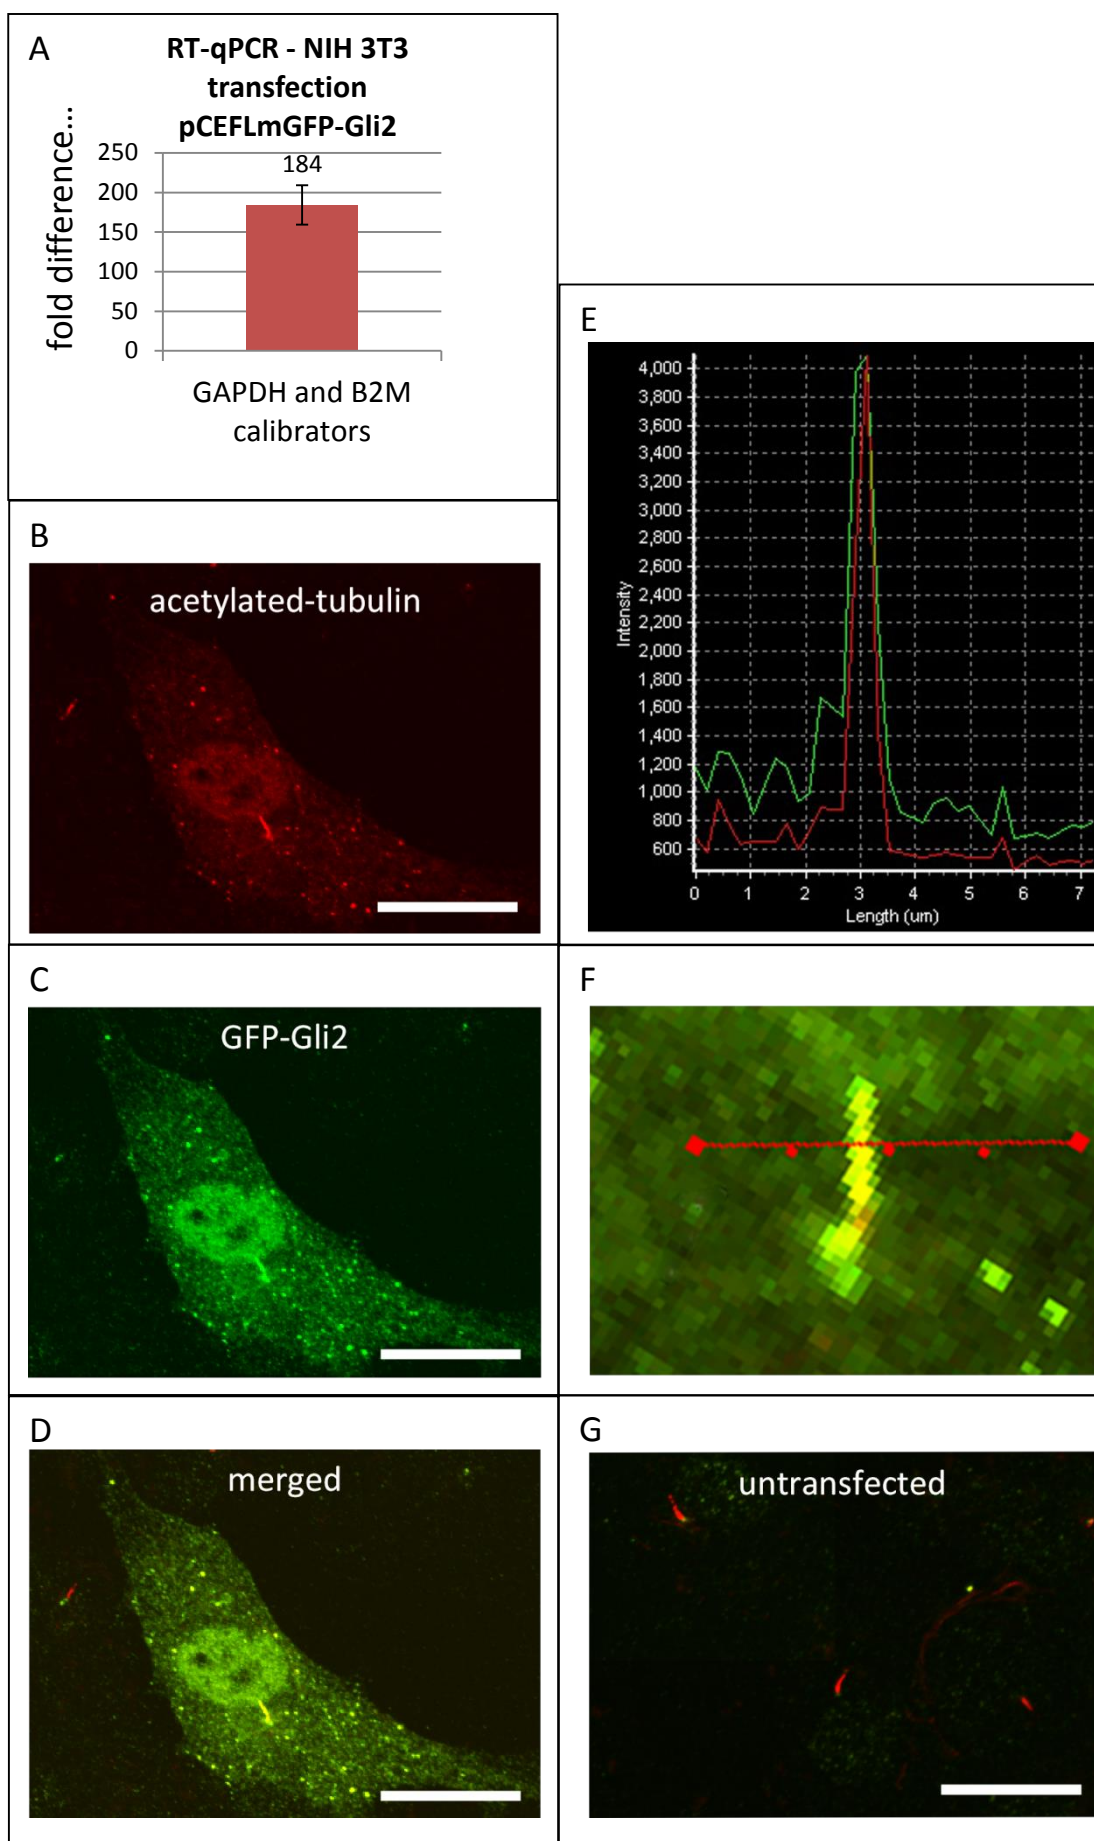 A
RT-qPCR - NIH 3T3
transfection
pCEFLmGFP-Gli2
fold difference...
250
200
150
100
50
0
184
GAPDH and B2M
calibrators
B
acetylated-tubulin
C
GFP-Gli2
D
merged
E
Intensity
4,000
3,800
3,600
3,400
3,200
3,000
2,800
2,600
2,400
2,200
2,000
1,800
1,600
1,400
1,200
1,000
800
600
0 1 2 3 4 5 6 7
Length (um)
F
G
untransfected